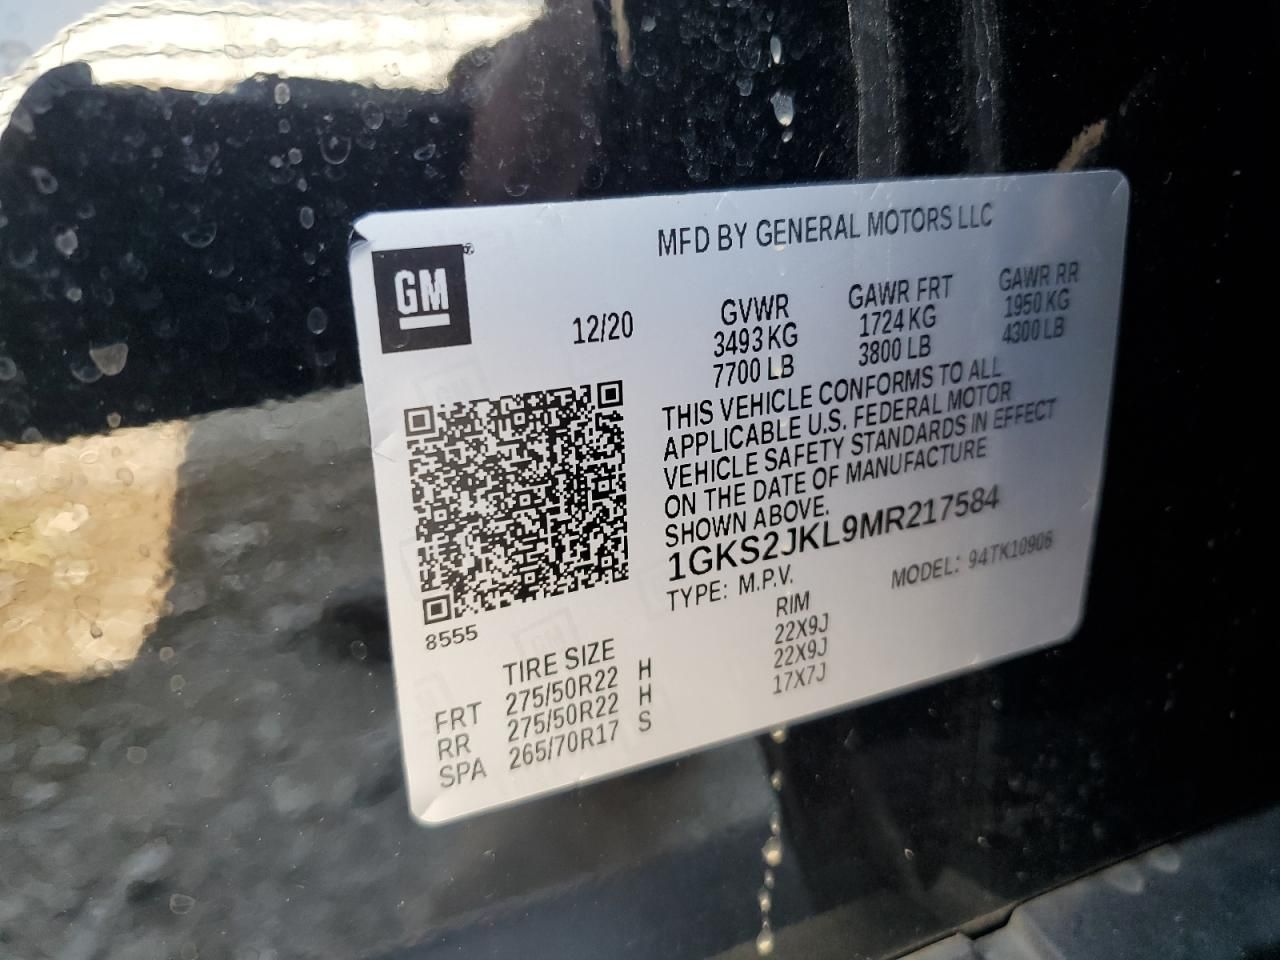 GM®
MFD BY GENERAL MOTORS LLC
12/20
GVWR GAWR FRT GAWR RR
3493 KG 1724 KG 1950 KG
7700 LB 3800 LB 4300 LB
THIS VEHICLE CONFORMS TO ALL
APPLICABLE U.S. FEDERAL MOTOR
VEHICLE SAFETY STANDARDS IN EFFECT
ON THE DATE OF MANUFACTURE
SHOWN ABOVE.
1GKS2JKL9MR217584
TYPE: M.P.V. MODEL: 94TK10906
8555
TIRE SIZE RIM
FRT 275/50R22 H 22X9J
RR 275/50R22 H 22X9J
SPA 265/70R17 S 17X7J